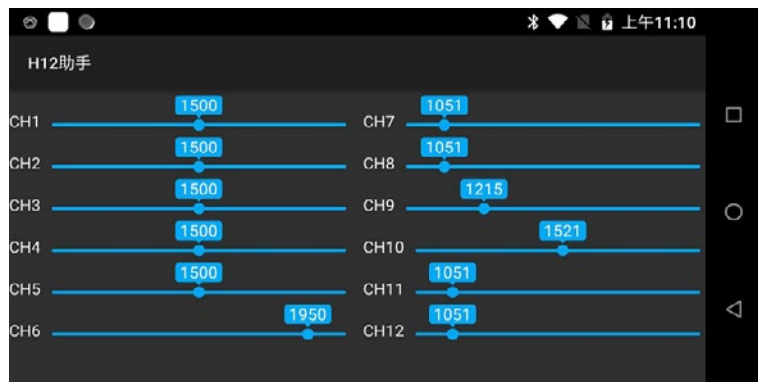 上午11:10
H12助手
CH1 1500
CH2 1500
CH3 1500
CH4 1500
CH5 1500
CH6 1950
CH7 1051
CH8 1051
CH9 1215
CH10 1521
CH11 1051
CH12 1051